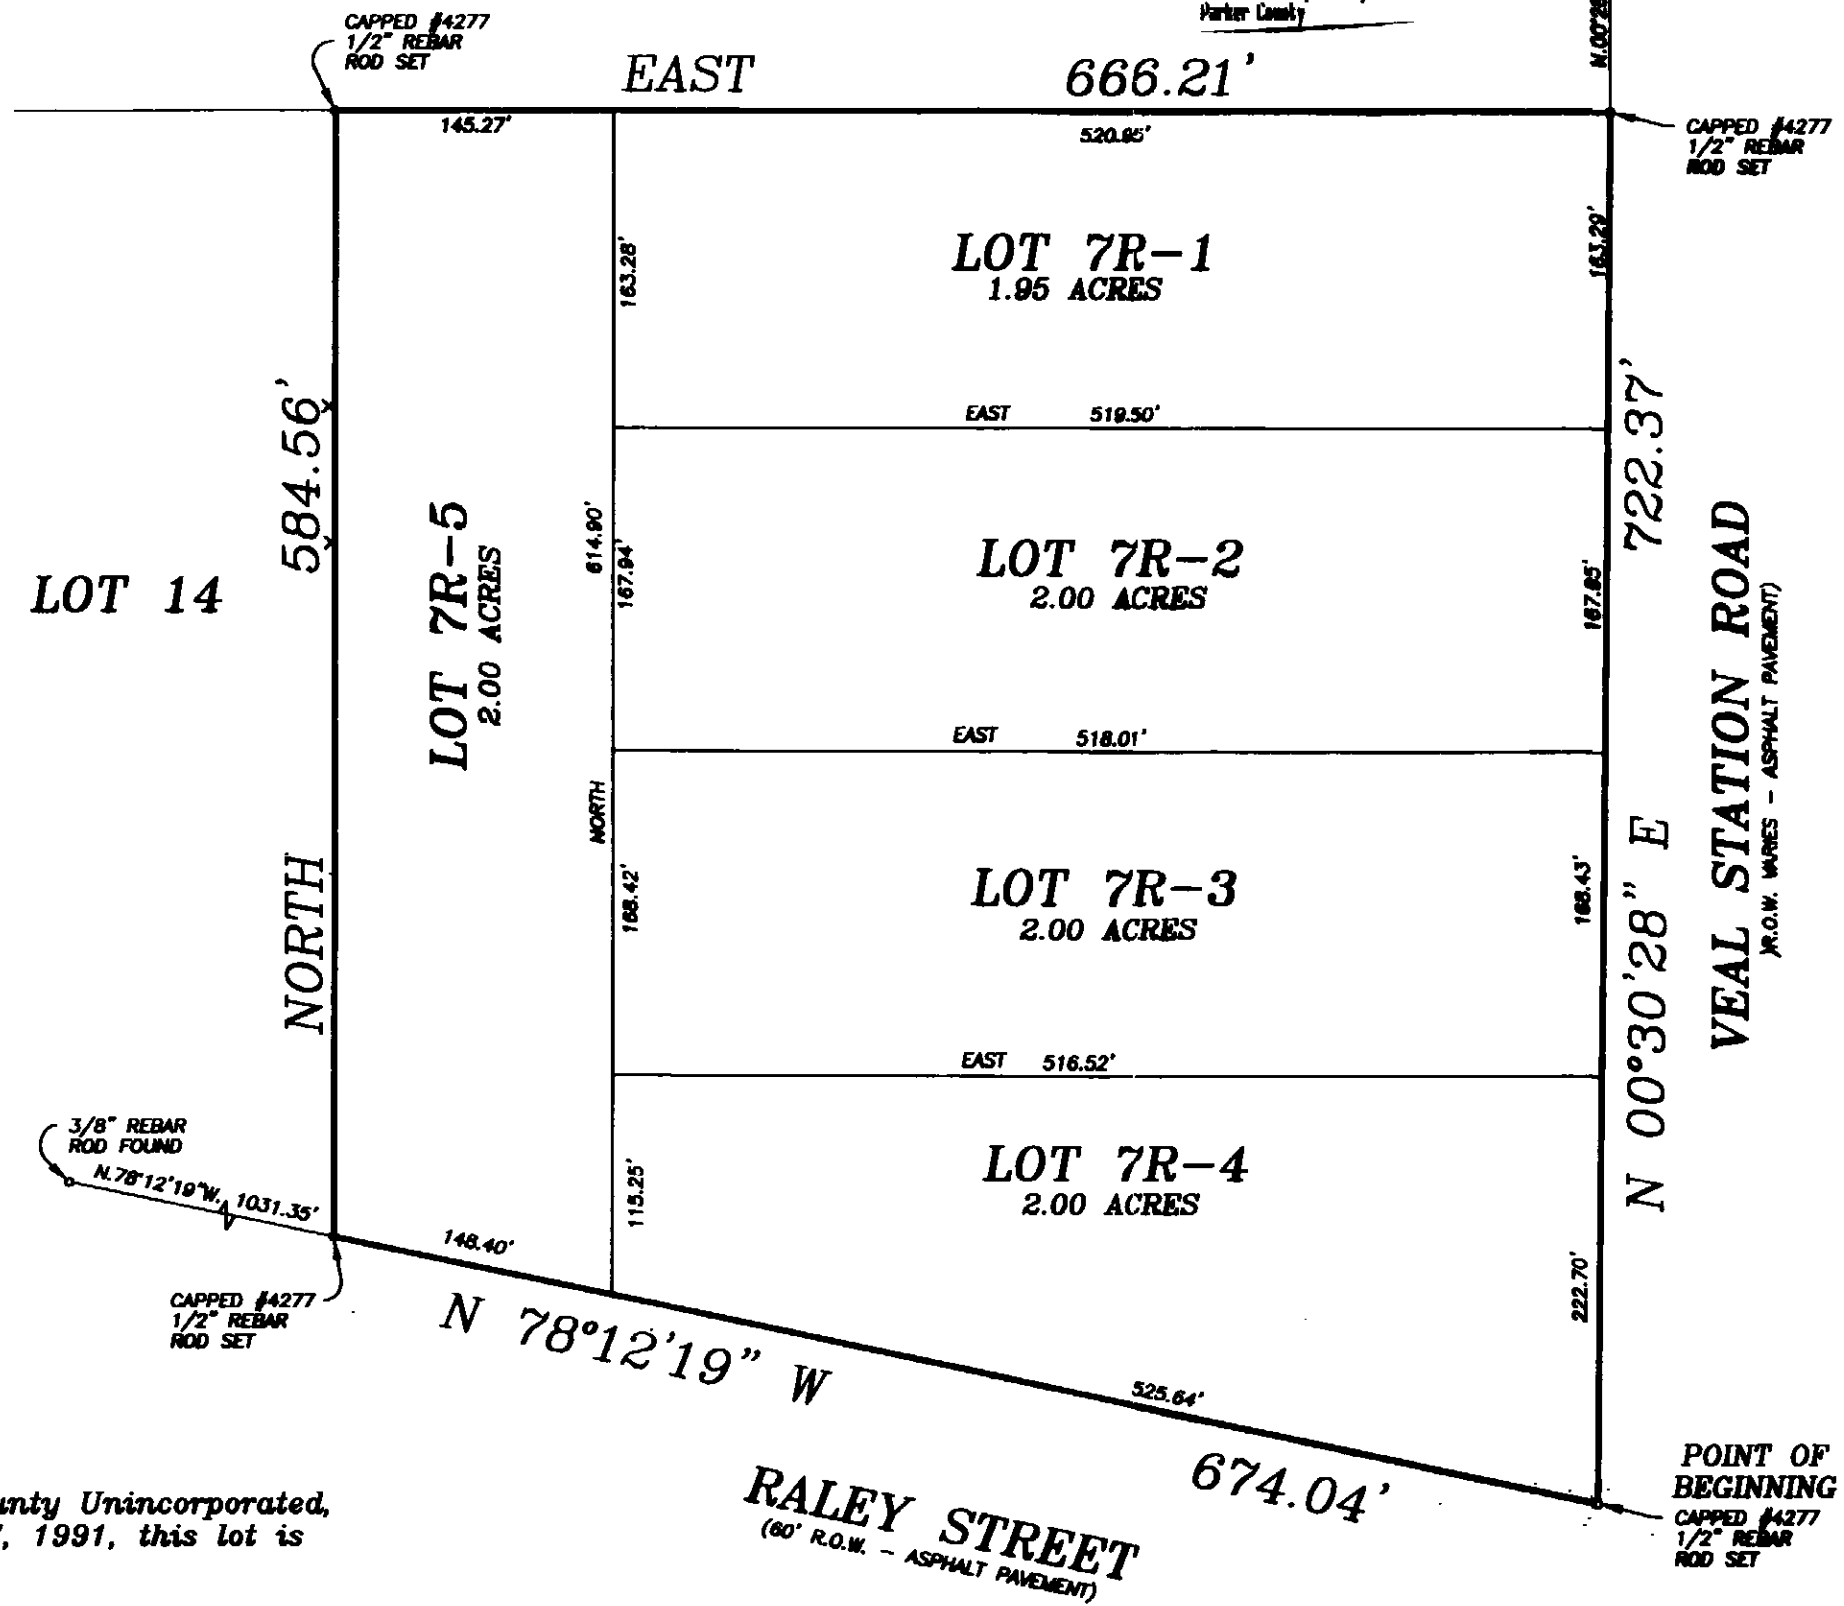 Parker County
CAPPED #4277
1/2" REBAR
ROD SET
EAST 666.21'
145.27'
520.95'
CAPPED #4277
1/2" REBAR
ROD SET
163.28'
LOT 7R-1
1.95 ACRES
163.29'
EAST 519.50'
584.56'
NORTH
LOT 14
LOT 7R-5
2.00 ACRES
614.90'
NORTH
167.94'
LOT 7R-2
2.00 ACRES
167.95'
722.37'
N 00°30'28" E
VEAL STATION ROAD
(R.O.W. VARIES - ASPHALT PAVEMENT)
EAST 518.01'
168.42'
LOT 7R-3
2.00 ACRES
168.43'
EAST 516.52'
3/8" REBAR
ROD FOUND
N.78°12'19"W. 1031.35'
115.25'
LOT 7R-4
2.00 ACRES
222.70'
148.40'
CAPPED #4277
1/2" REBAR
ROD SET
N 78°12'19" W
525.64'
674.04'
RALEY STREET
(60' R.O.W. - ASPHALT PAVEMENT)
POINT OF
BEGINNING
CAPPED #4277
1/2" REBAR
ROD SET
Unincorporated,
1991, this lot is